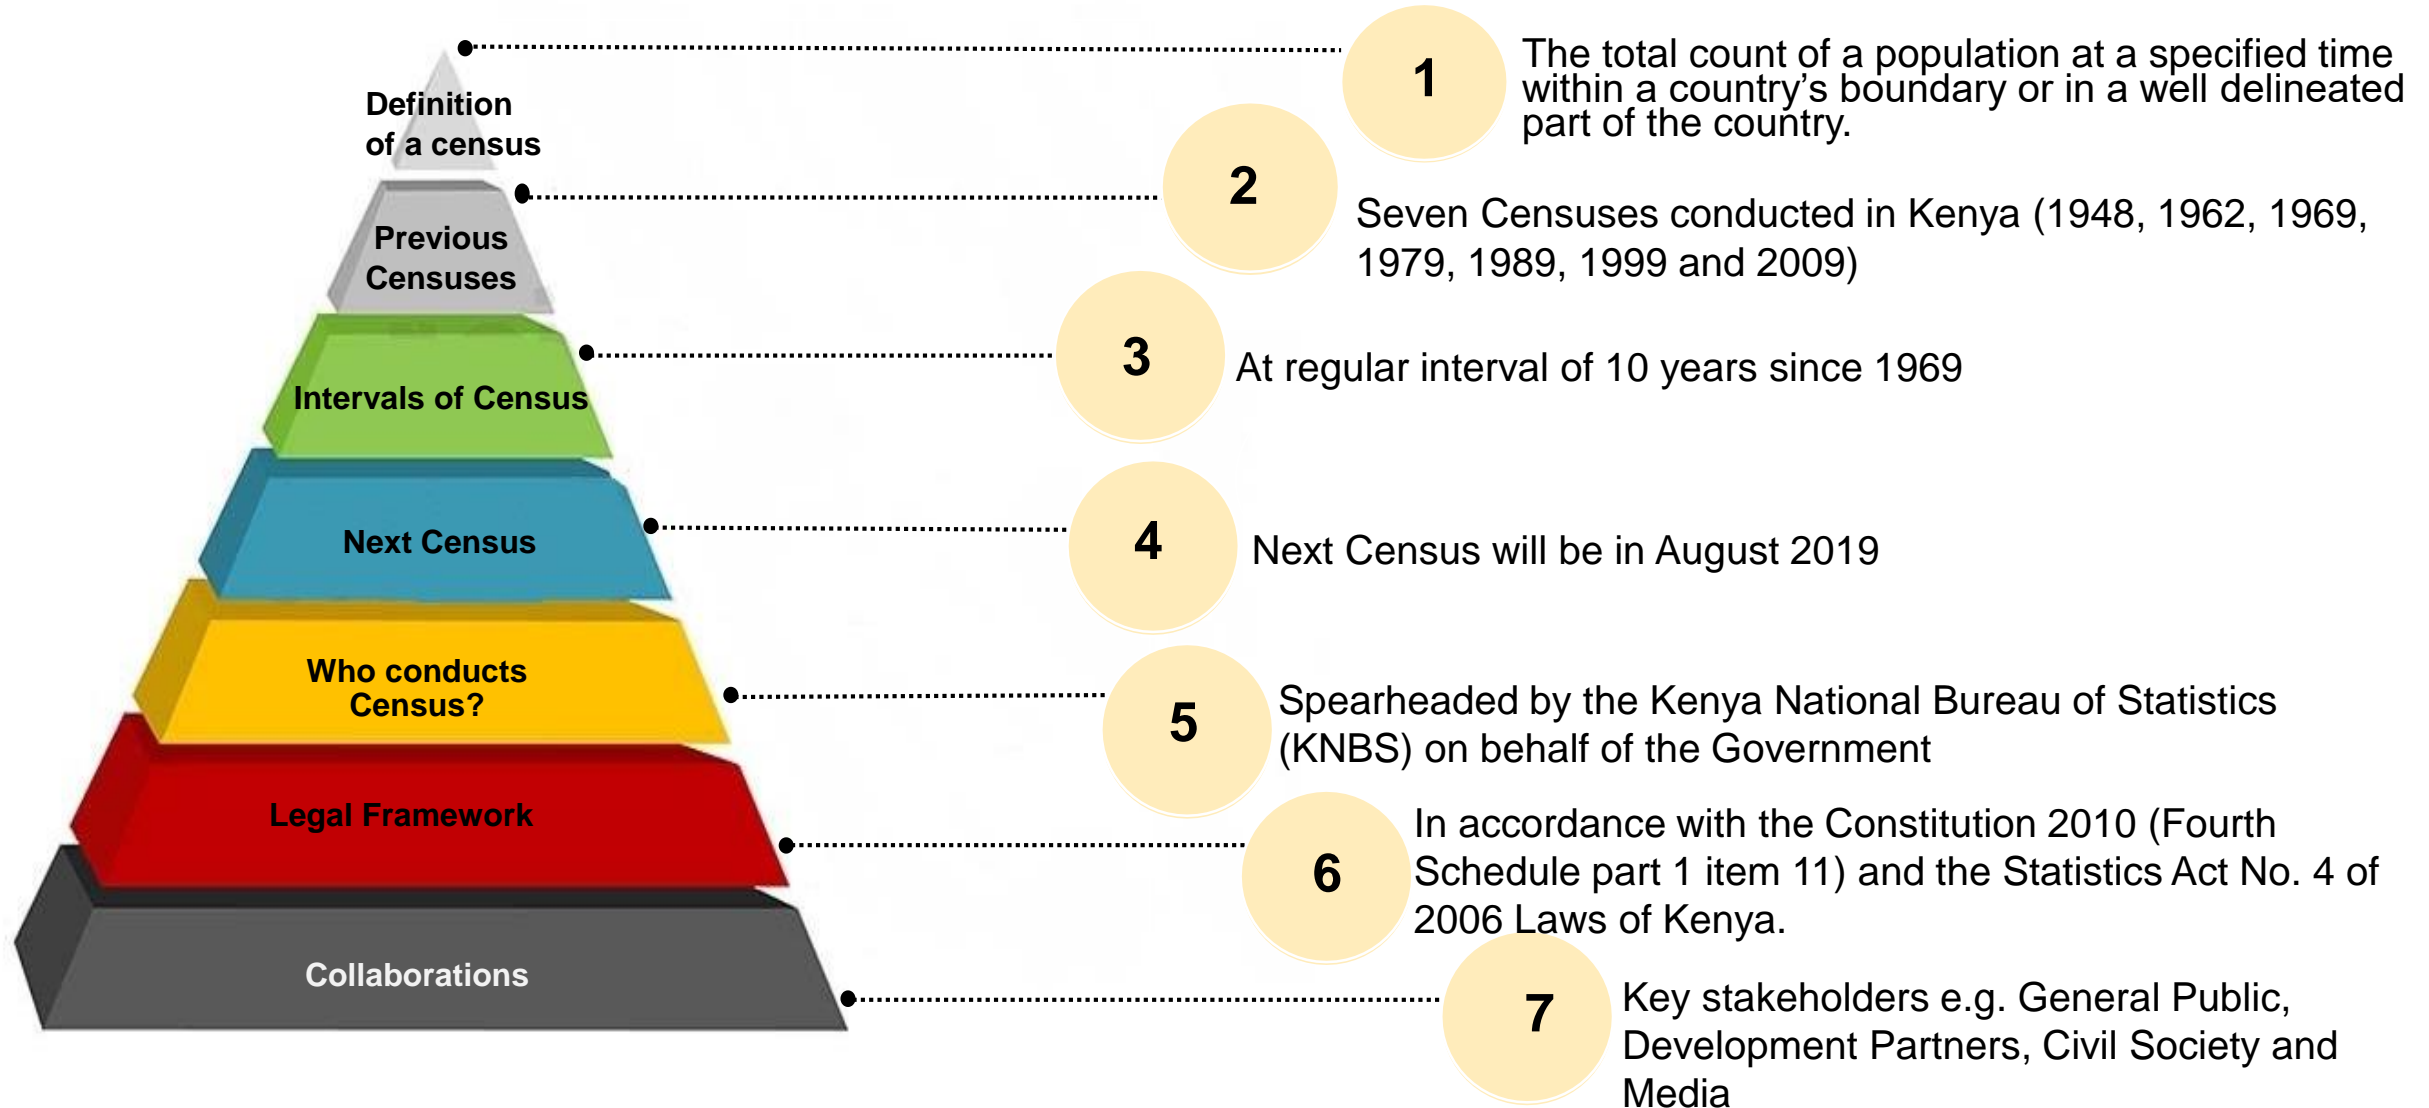 Definition
of a census
1
The total count of a population at a specified time
within a country’s boundary or in a well delineated
part of the country.
Previous
Censuses
2
Seven Censuses conducted in Kenya (1948, 1962, 1969,
1979, 1989, 1999 and 2009)
Intervals of Census
3
At regular interval of 10 years since 1969
Next Census
4
Next Census will be in August 2019
Who conducts
Census?
5
Spearheaded by the Kenya National Bureau of Statistics
(KNBS) on behalf of the Government
Legal Framework
6
In accordance with the Constitution 2010 (Fourth
Schedule part 1 item 11) and the Statistics Act No. 4 of
2006 Laws of Kenya.
Collaborations
7
Key stakeholders e.g. General Public,
Development Partners, Civil Society and
Media